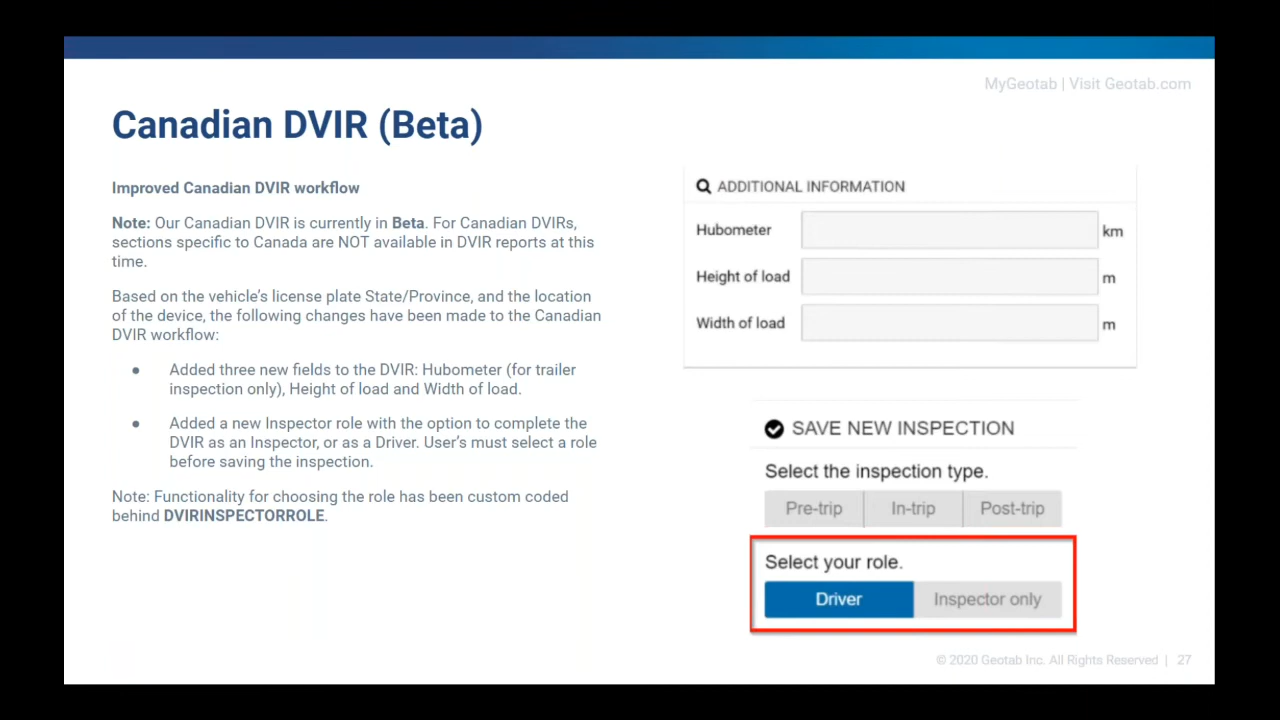 MyGeotab | Visit Geotab.com
Canadian DVIR (Beta)
Improved Canadian DVIR workflow
Note: Our Canadian DVIR is currently in Beta. For Canadian DVIRs,
sections specific to Canada are NOT available in DVIR reports at this
time.
Based on the vehicle's license plate State/Province, and the location
of the device, the following changes have been made to the Canadian
DVIR workflow:
● Added three new fields to the DVIR: Hubometer (for trailer
inspection only), Height of load and Width of load.
● Added a new Inspector role with the option to complete the
DVIR as an Inspector, or as a Driver. User's must select a role
before saving the inspection.
Note: Functionality for choosing the role has been custom coded
behind DVIRINSPECTORROLE.
ADDITIONAL INFORMATION
Hubometer km
Height of load m
Width of load m
SAVE NEW INSPECTION
Select the inspection type.
Pre-trip In-trip Post-trip
Select your role.
Driver Inspector only
© 2020 Geotab Inc. All Rights Reserved | 27